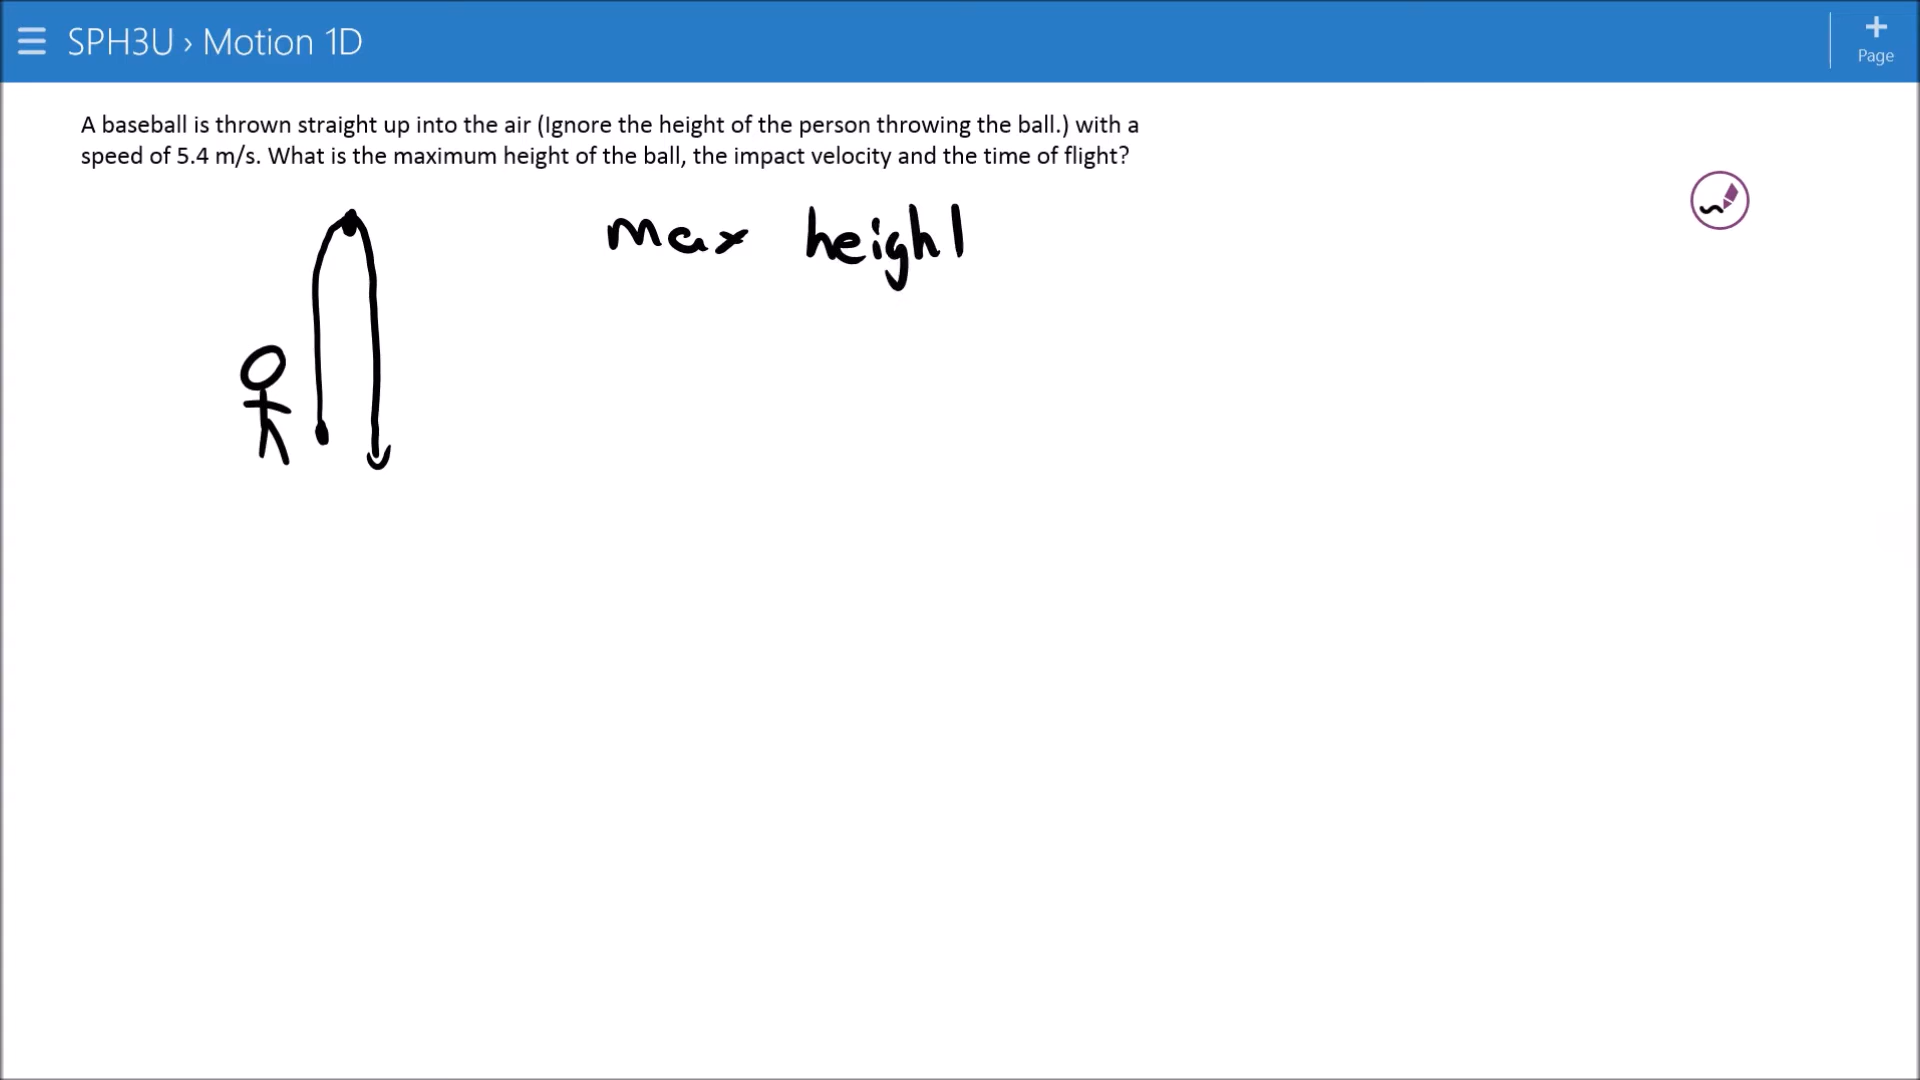 SPH3U › Motion 1D
+
Page
A baseball is thrown straight up into the air (Ignore the height of the person throwing the ball.) with a
speed of 5.4 m/s. What is the maximum height of the ball, the impact velocity and the time of flight?
max heighl